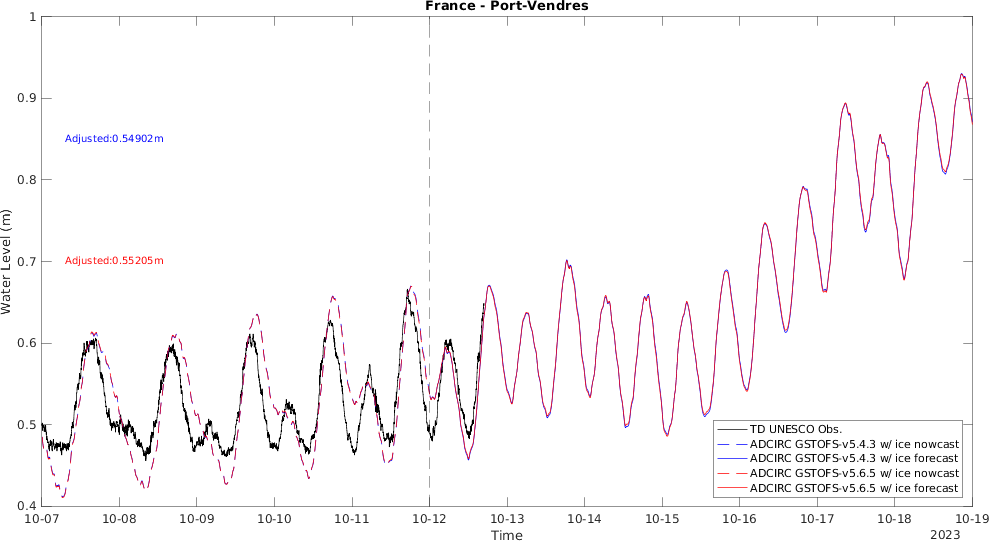 France - Port-Vendres
Water Level (m)
1
0.9
0.8
0.7
0.6
0.5
0.4
Adjusted:0.54902m
Adjusted:0.55205m
TD UNESCO Obs.
ADCIRC GSTOFS-v5.4.3 w/ ice nowcast
ADCIRC GSTOFS-v5.4.3 w/ ice forecast
ADCIRC GSTOFS-v5.6.5 w/ ice nowcast
ADCIRC GSTOFS-v5.6.5 w/ ice forecast
10-07 10-08 10-09 10-10 10-11 10-12 10-13 10-14 10-15 10-16 10-17 10-18 10-19
Time
2023